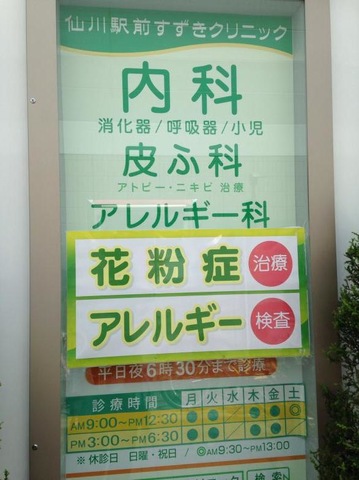 仙川駅前すずきクリニック
内科
消化器/呼吸器/小児
皮ふ科
アトピー・ニキビ 治療
アレルギー科
花粉症 治療
アレルギー 検査
平日夜6時30分まで診療
診療時間 月 火 水 木 金 土
AM9:00〜PM12:30 ● ● ● ● ◎
PM3:00〜PM6:30 ● ● ● ●
※ 休診日 日曜・祝日 / ◎AM9:30〜PM13:00
検索